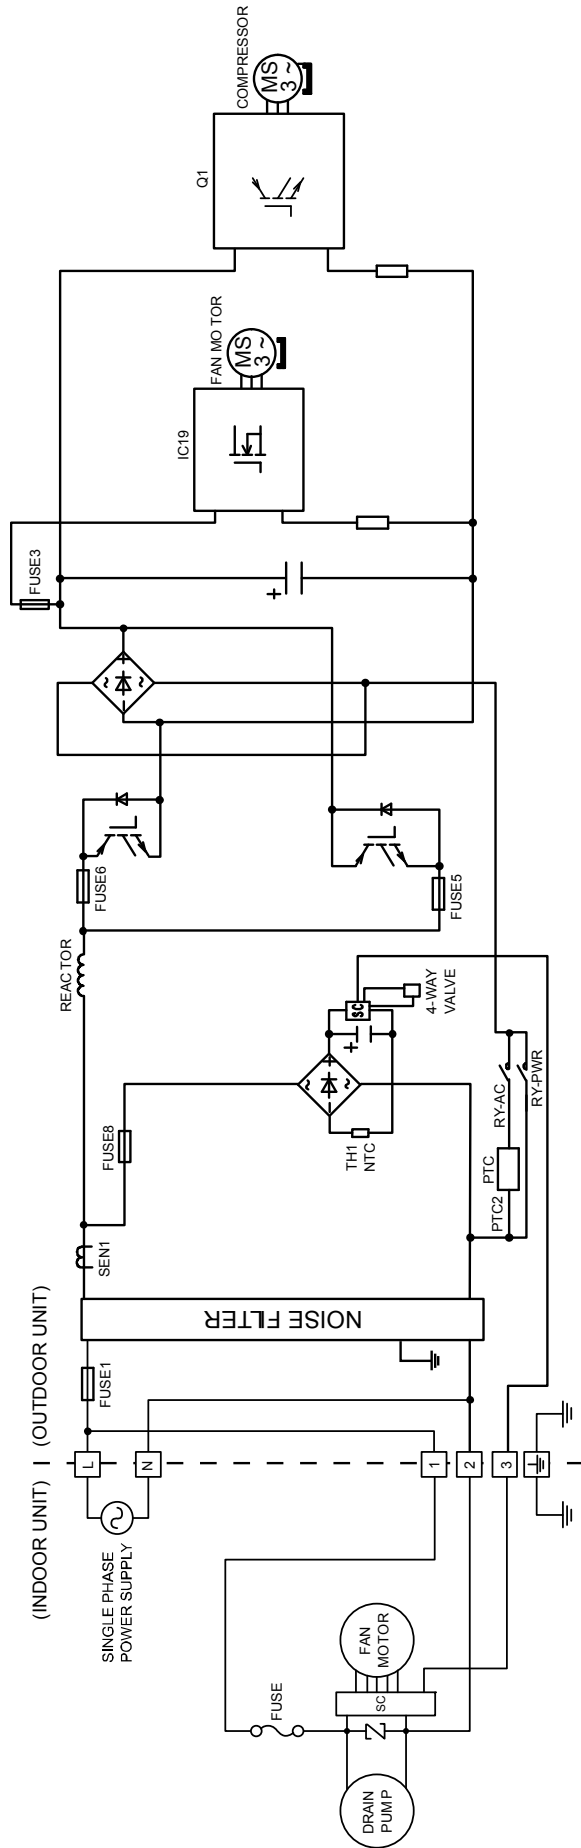 (INDOOR UNIT)
(OUTDOOR UNIT)
SINGLE PHASE
POWER SUPPLY
L
N
FUSE1
SEN1
REACTOR
FUSE8
FUSE6
FUSE5
FUSE3
NOISE FILTER
TH1
NTC
+
SC
4-WAY
VALVE
RY-AC
RY-PWR
PTC
PTC2
~
~
+
-
~
~
+
-
+
IC19
FAN MOTOR
MS
3 ~
Q1
COMPRESSOR
MS
3 ~
1
2
3
FUSE
SC
FAN
MOTOR
DRAIN
PUMP